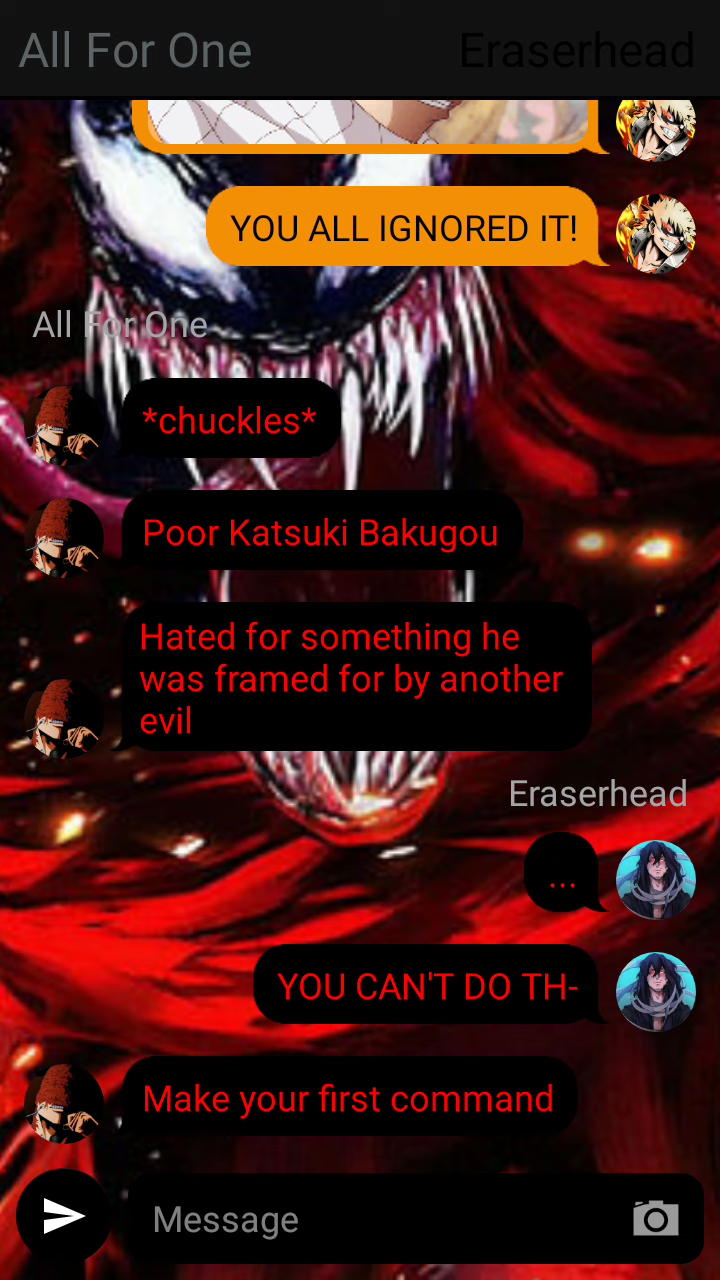 All For One
Eraserhead
YOU ALL IGNORED IT!
All For One
*chuckles*
Poor Katsuki Bakugou
Hated for something he
was framed for by another
evil
Eraserhead
...
YOU CAN'T DO TH-
Make your first command
Message